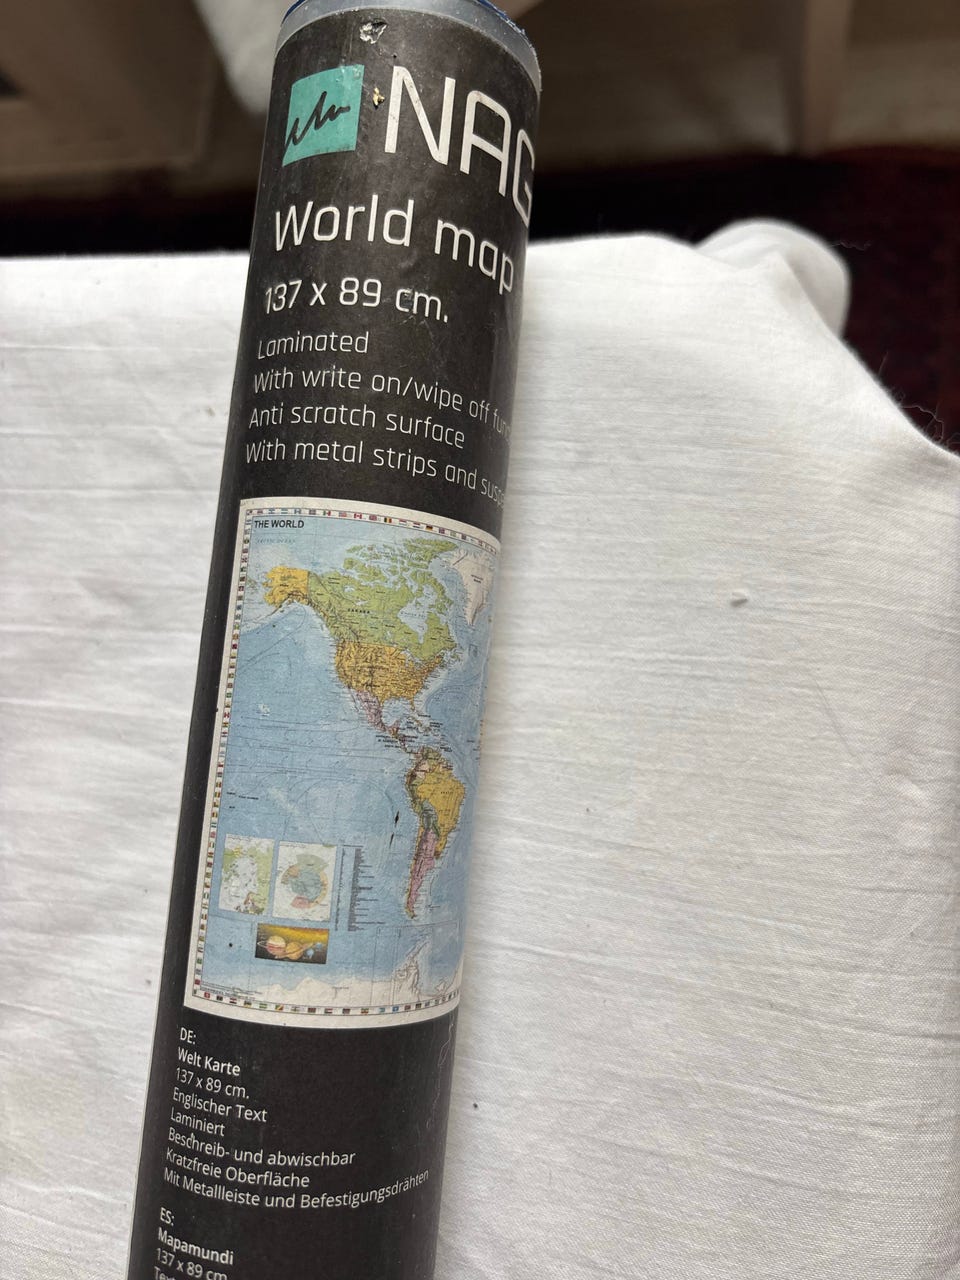 NAG
World map
137 x 89 cm.
Laminated
With write on/wipe off
Anti scratch surface
With metal strips and
THE WORLD
DE:
Welt Karte
137 x 89 cm.
Englischer Text
Laminiert
Beschreib- und abwischbar
Kratzfreie Oberfläche
Mit Metallleiste und Befestigungsdrähten
ES:
Mapamundi
137 x 89 cm